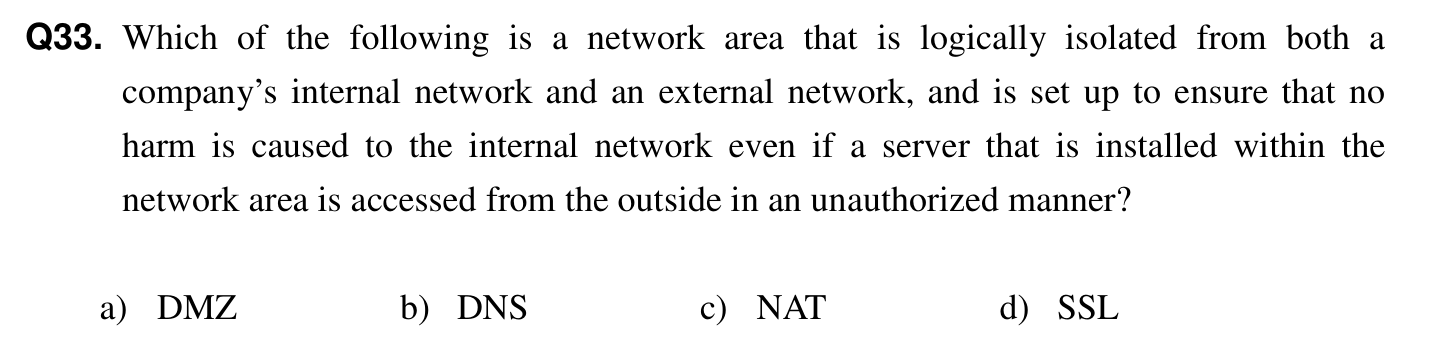 Q33. Which of the following is a network area that is logically isolated from both a
company's internal network and an external network, and is set up to ensure that no
harm is caused to the internal network even if a server that is installed within the
network area is accessed from the outside in an unauthorized manner?
a) DMZ b) DNS c) NAT d) SSL